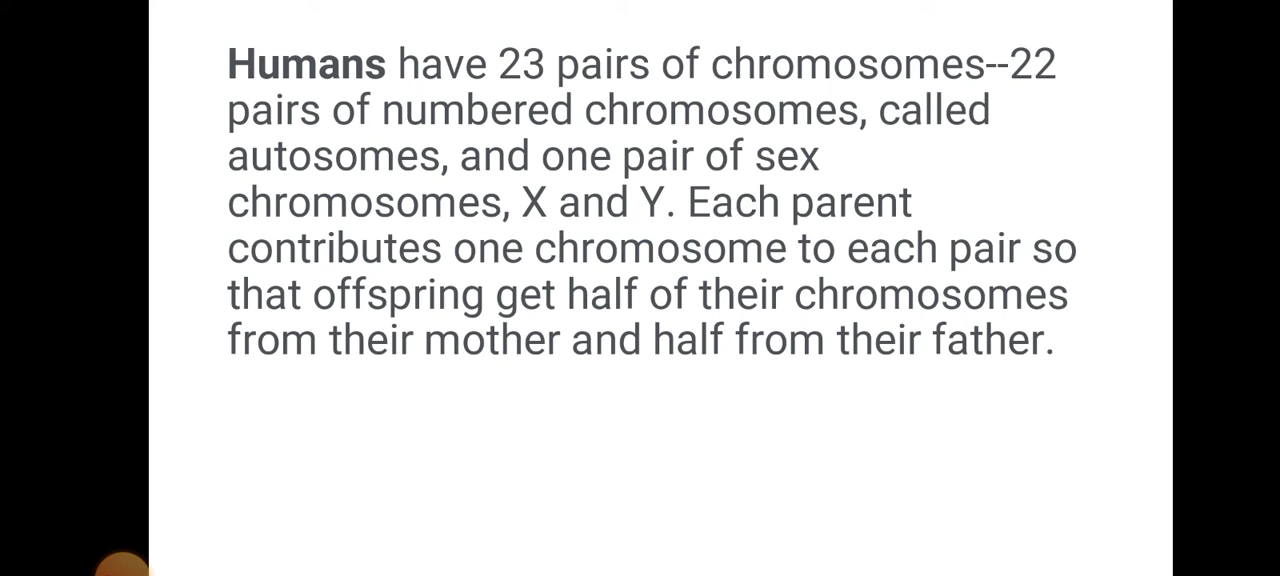 Humans have 23 pairs of chromosomes--22
pairs of numbered chromosomes, called
autosomes, and one pair of sex
chromosomes, X and Y. Each parent
contributes one chromosome to each pair so
that offspring get half of their chromosomes
from their mother and half from their father.